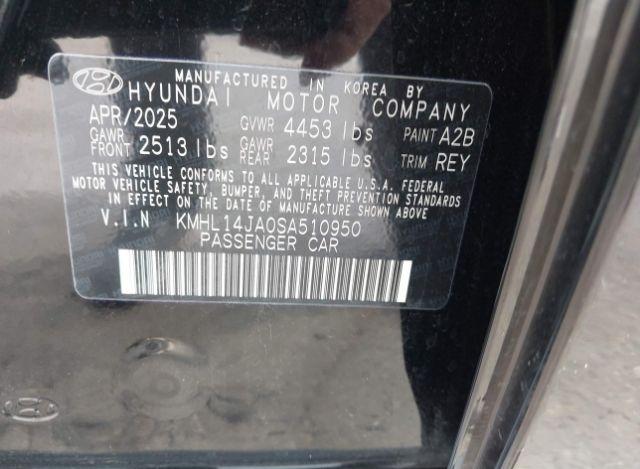 MANUFACTURED IN KOREA BY
HYUNDAI MOTOR COMPANY
APR/2025 GVWR 4453 lbs PAINT A2B
GAWR FRONT 2513 lbs GAWR REAR 2315 lbs TRIM REY
THIS VEHICLE CONFORMS TO ALL APPLICABLE U.S.A. FEDERAL
MOTOR VEHICLE SAFETY, BUMPER, AND THEFT PREVENTION STANDARDS
IN EFFECT ON THE DATE OF MANUFACTURE SHOWN ABOVE
V.I.N KMHL14JA0SA510950
PASSENGER CAR